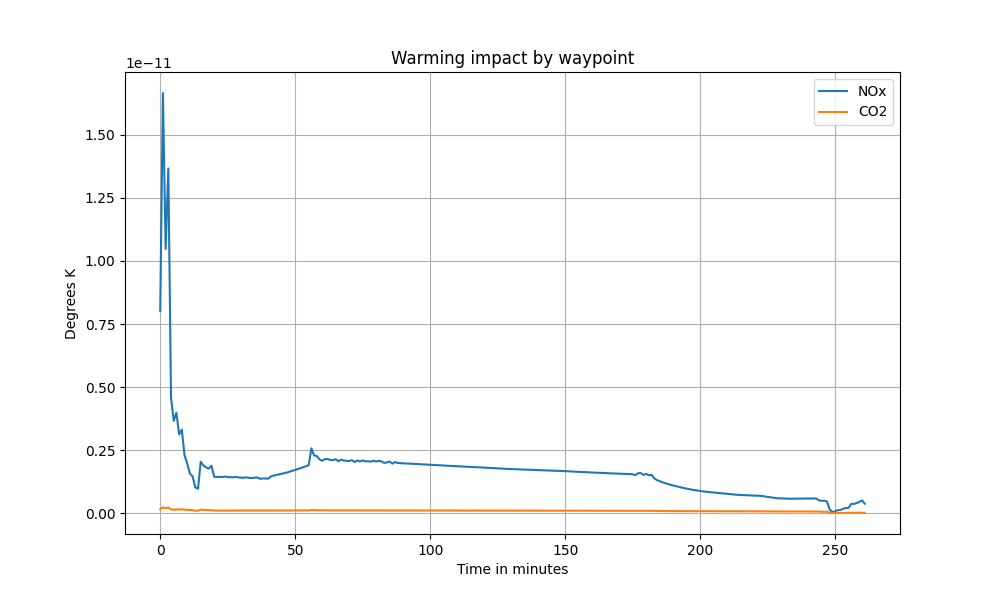 Warming impact by waypoint
1e−11
NOx
CO2
1.50
1.25
1.00
0.75
0.50
0.25
0.00
Degrees K
0 50 100 150 200 250
Time in minutes